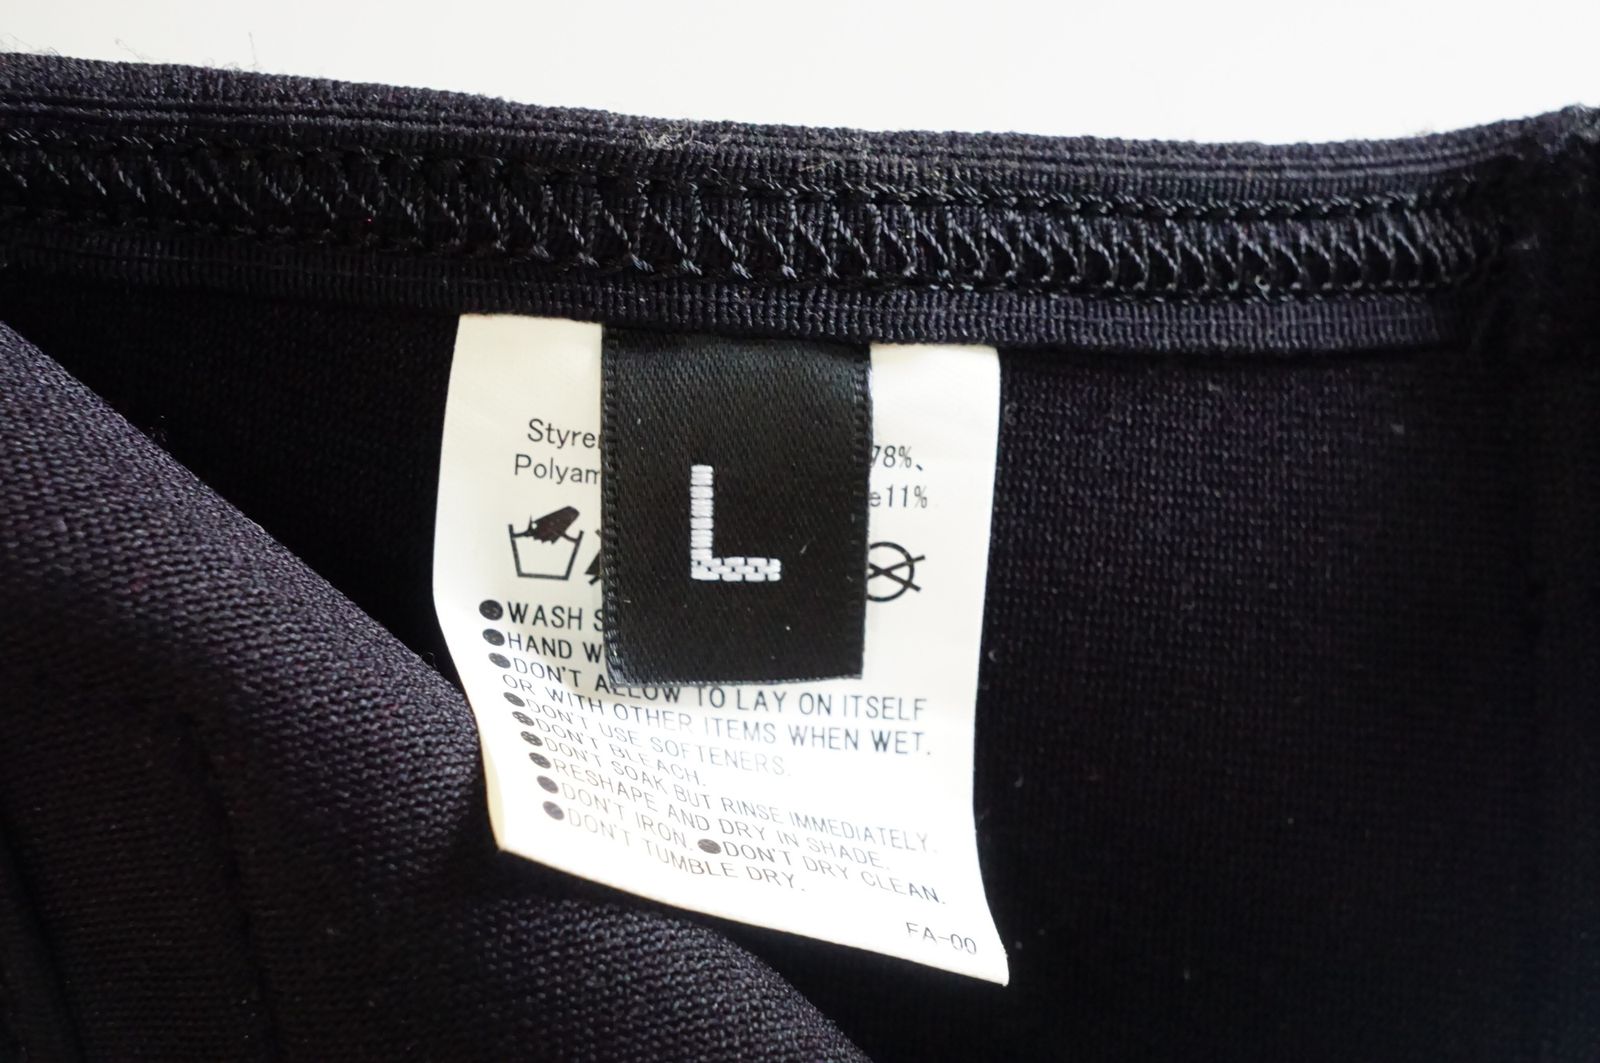 Styre
78%、
Polyam
e11%
L
●WASH S
●HAND W
●DON'T ALLOW TO LAY ON ITSELF
OR WITH OTHER ITEMS WHEN WET.
●DON'T USE SOFTENERS.
●DON'T BLEACH.
●DON'T SOAK BUT RINSE IMMEDIATELY.
●RESHAPE AND DRY IN SHADE.
●DON'T IRON. ●DON'T DRY CLEAN.
●DON'T TUMBLE DRY.
FA-00